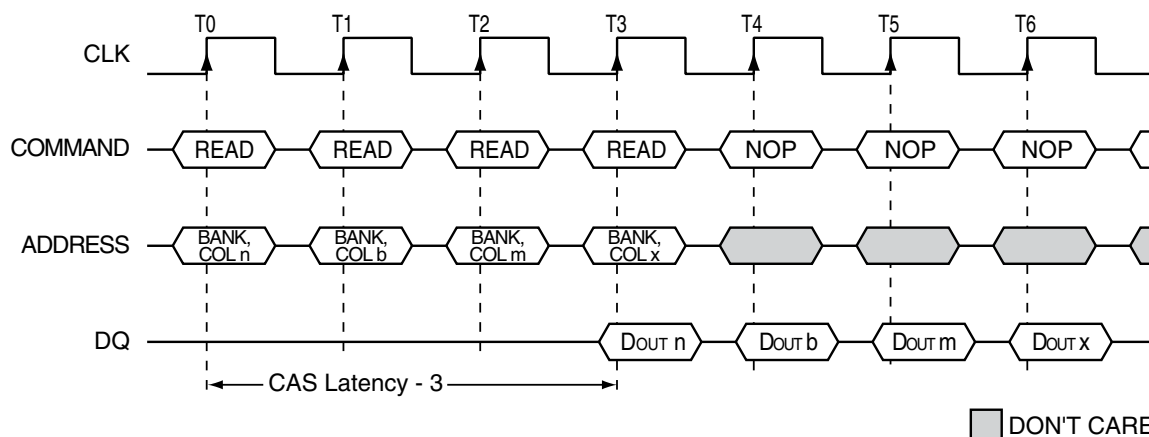 T0 T1 T2 T3 T4 T5 T6
CLK
COMMAND READ READ READ READ NOP NOP NOP
ADDRESS BANK, COL n BANK, COL b BANK, COL m BANK, COL x
DQ DOUT n DOUT b DOUT m DOUT x
CAS Latency - 3
DON'T CARE